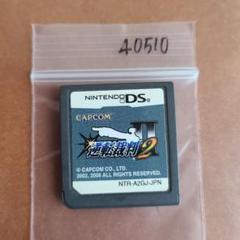 40510
NINTENDO DS
CAPCOM
逆転裁判2
© CAPCOM CO., LTD.
2002, 2006 ALL RIGHTS RESERVED.
NTR-A2GJ-JPN